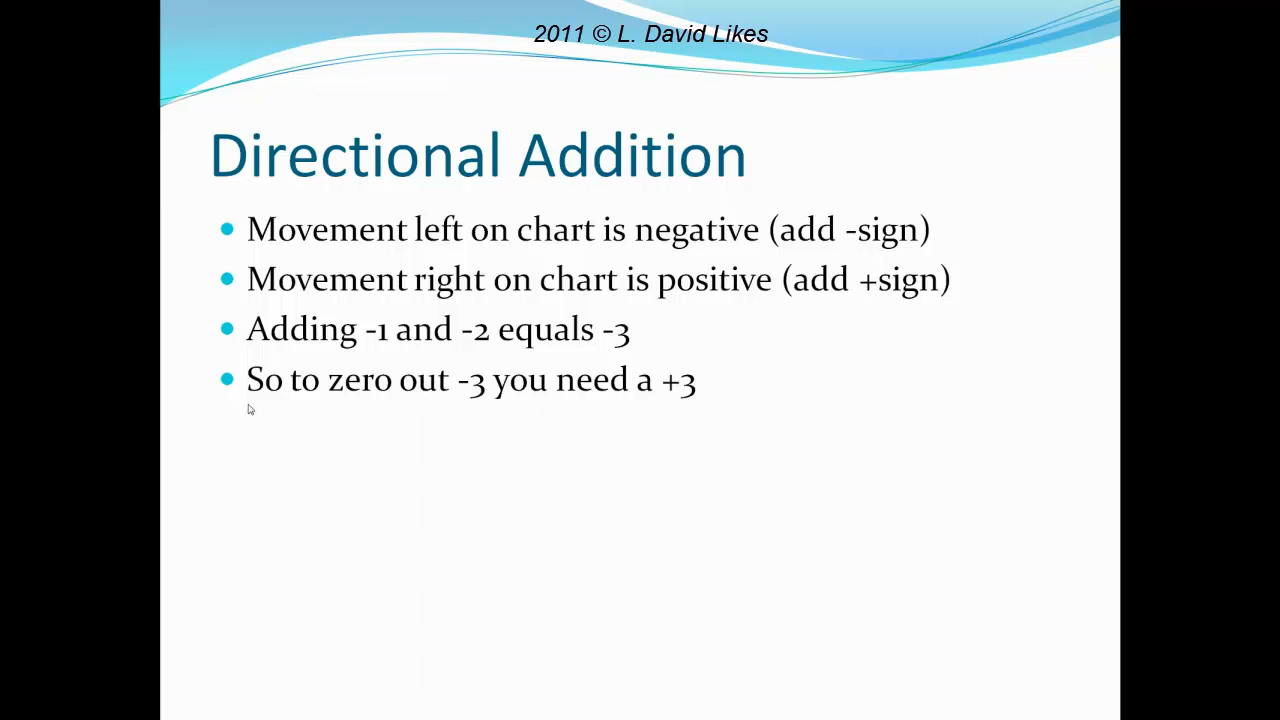 2011 © L. David Likes
Directional Addition
• Movement left on chart is negative (add -sign)
• Movement right on chart is positive (add +sign)
• Adding -1 and -2 equals -3
• So to zero out -3 you need a +3